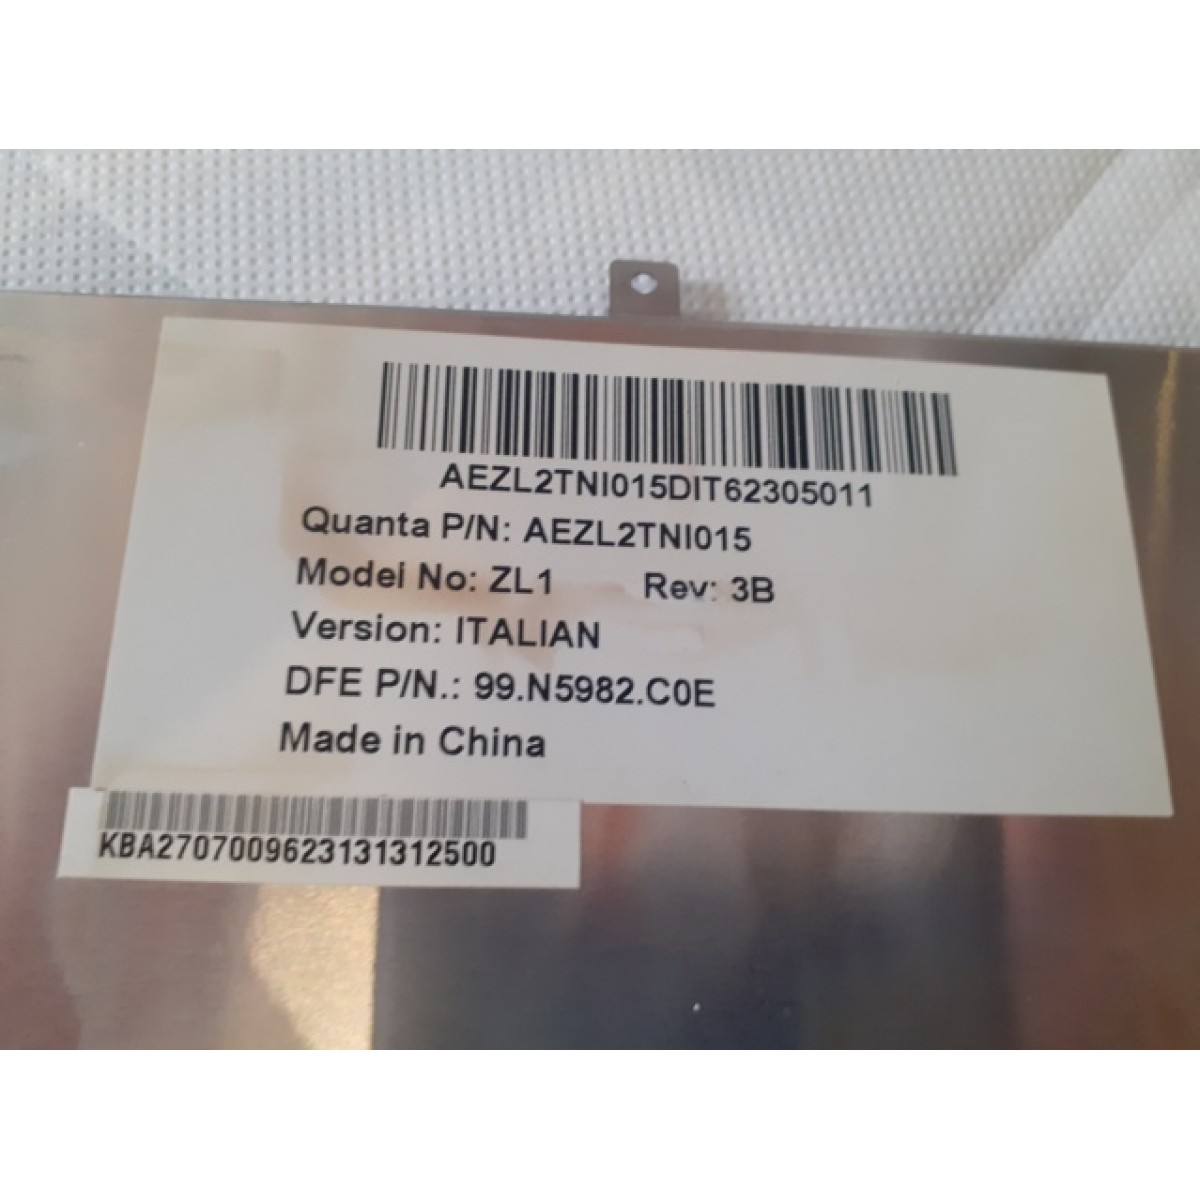 AEZL2TNI015DIT62305011
Quanta P/N: AEZL2TNI015
Model No: ZL1 Rev: 3B
Version: ITALIAN
DFE P/N.: 99.N5982.C0E
Made in China
KBA2707009623131312500